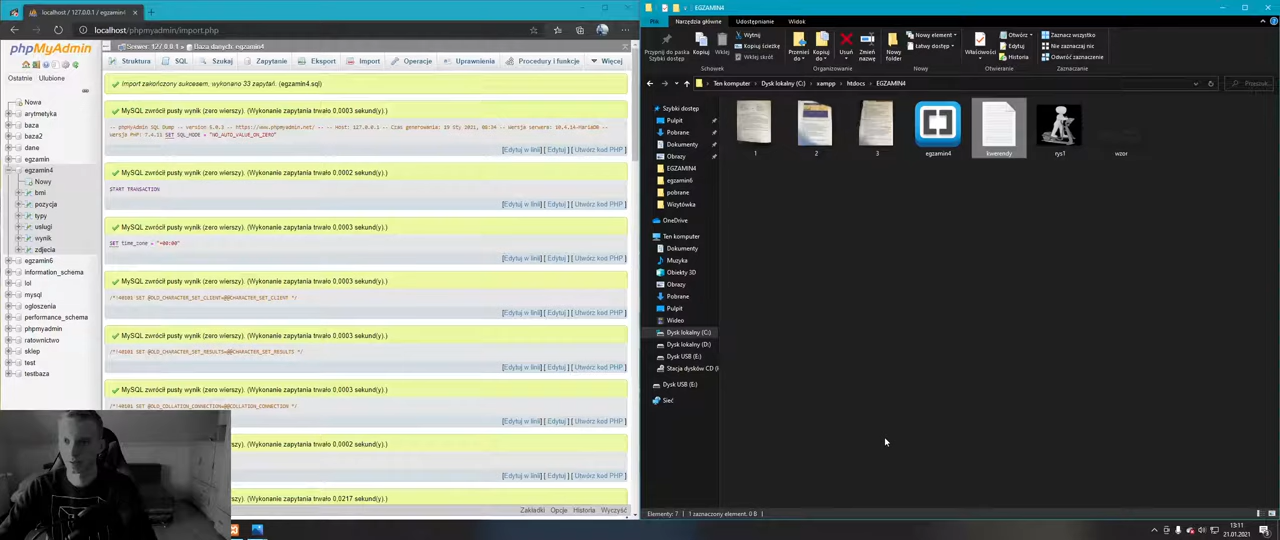 localhost / 127.0.0.1 / egzamin4
localhost/phpmyadmin/import.php
phpMyAdmin
Ostatnie Ulubione
Nowa
arytmetyka
baza
baza2
dane
egzamin
egzamin4
Nowy
bmi
pozycja
typy
uslugi
wynik
zdjecia
egzamin6
information_schema
lol
mysql
ogloszenia
performance_schema
phpmyadmin
ratownictwo
sklep
test
testbaza
Serwer: 127.0.0.1 » Baza danych: egzamin4
Struktura SQL Szukaj Zapytanie Eksport Import Operacje Uprawnienia Procedury i funkcje Więcej
Import zakończony sukcesem, wykonano 33 zapytań. (egzamin4.sql)
MySQL zwrócił pusty wynik (zero wierszy). (Wykonanie zapytania trwało 0,0003 sekund(y).)
-- phpMyAdmin SQL Dump -- version 5.0.3 -- https://www.phpmyadmin.net/ -- -- Host: 127.0.0.1 -- Czas generowania: 19 Sty 2021, 08:34 -- Wersja serwera: 10.4.14-MariaDB --
Wersja PHP: 7.4.11 SET SQL_MODE = "NO_AUTO_VALUE_ON_ZERO"
[Edytuj w linii] [ Edytuj ] [ Utwórz kod PHP ]
MySQL zwrócił pusty wynik (zero wierszy). (Wykonanie zapytania trwało 0,0002 sekund(y).)
START TRANSACTION
[Edytuj w linii] [ Edytuj ] [ Utwórz kod PHP ]
MySQL zwrócił pusty wynik (zero wierszy). (Wykonanie zapytania trwało 0,0003 sekund(y).)
SET time_zone = "+00:00"
[Edytuj w linii] [ Edytuj ] [ Utwórz kod PHP ]
MySQL zwrócił pusty wynik (zero wierszy). (Wykonanie zapytania trwało 0,0003 sekund(y).)
/*!40101 SET @OLD_CHARACTER_SET_CLIENT=@@CHARACTER_SET_CLIENT */
[Edytuj w linii] [ Edytuj ] [ Utwórz kod PHP ]
MySQL zwrócił pusty wynik (zero wierszy). (Wykonanie zapytania trwało 0,0003 sekund(y).)
/*!40101 SET @OLD_CHARACTER_SET_RESULTS=@@CHARACTER_SET_RESULTS */
[Edytuj w linii] [ Edytuj ] [ Utwórz kod PHP ]
MySQL zwrócił pusty wynik (zero wierszy). (Wykonanie zapytania trwało 0,0003 sekund(y).)
/*!40101 SET @OLD_COLLATION_CONNECTION=@@COLLATION_CONNECTION */
[Edytuj w linii] [ Edytuj ] [ Utwórz kod PHP ]
wierszy). (Wykonanie zapytania trwało 0,0002 sekund(y).)
[Edytuj w linii] [ Edytuj ] [ Utwórz kod PHP ]
wierszy). (Wykonanie zapytania trwało 0,0217 sekund(y).)
Zakładki Opcje Historia Wyczyść
EGZAMIN4
Plik Narzędzia główne Udostępnianie Widok
Przypnij do paska
Szybki dostęp
Kopiuj
Wklej
Wytnij
Kopiuj ścieżkę
Wklej skrót
Schowek
Przenieś
do
Kopiuj
do
Usuń
Zmień
nazwę
Organizowanie
Nowy
folder
Nowy element
Łatwy dostęp
Nowy
Właściwości
Otwórz
Edytuj
Historia
Otwieranie
Zaznacz wszystko
Nie zaznaczaj nic
Odwróć zaznaczenie
Wybieranie
Ten komputer Dysk lokalny (C:) xampp htdocs EGZAMIN4
Przeszuk...
Szybki dostęp
Pulpit
Pobrane
Dokumenty
Obrazy
EGZAMIN4
egzamin6
pobrane
Wizytówka
OneDrive
Ten komputer
Dokumenty
Muzyka
Obiekty 3D
Obrazy
Pobrane
Pulpit
Wideo
Dysk lokalny (C:)
Dysk lokalny (D:)
Dysk USB (E:)
Stacja dysków CD (
Dysk USB (E:)
Sieć
1 2 3 egzamin4 kwerendy rys1 wzor
Elementy: 7 1 zaznaczony element. 0 B
13:11
21.01.2021